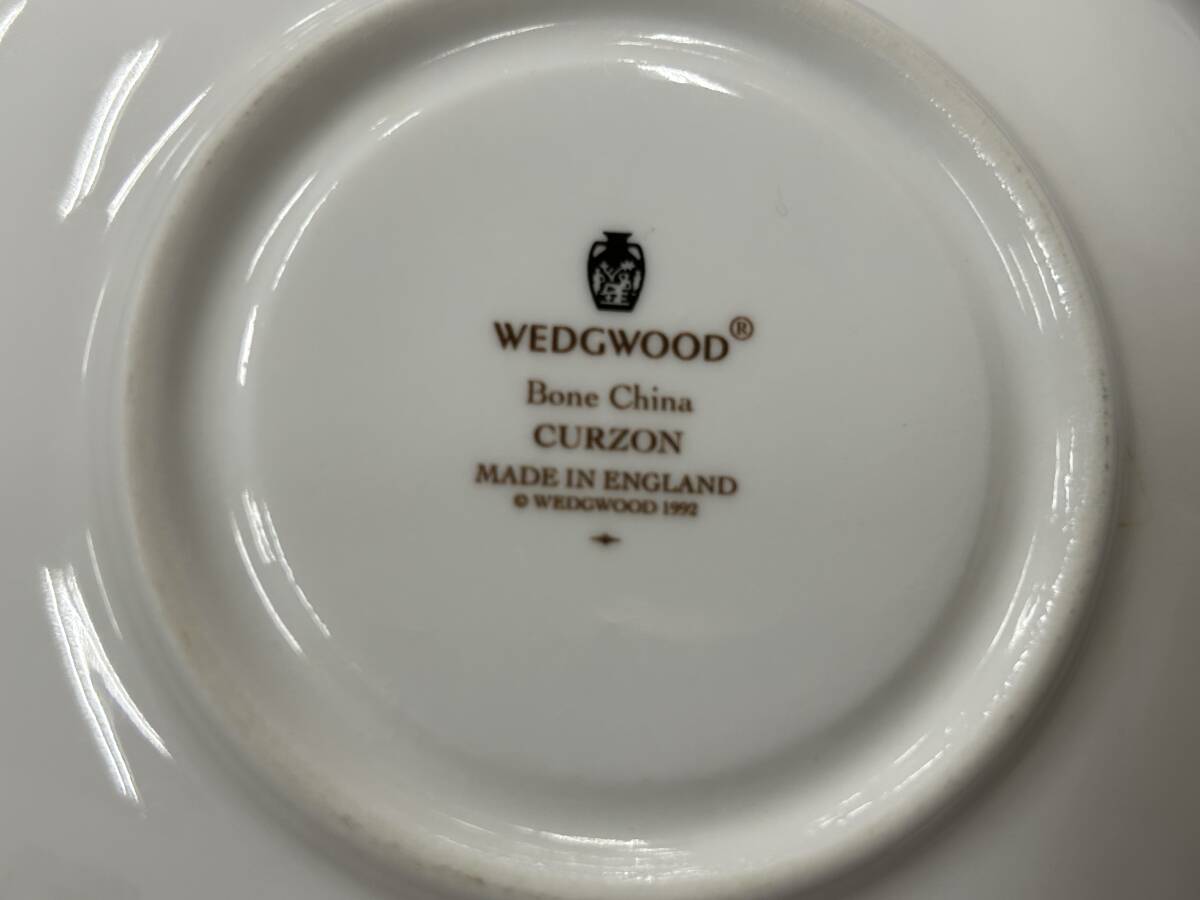 WEDGWOOD®
Bone China
CURZON
MADE IN ENGLAND
© WEDGWOOD 1992